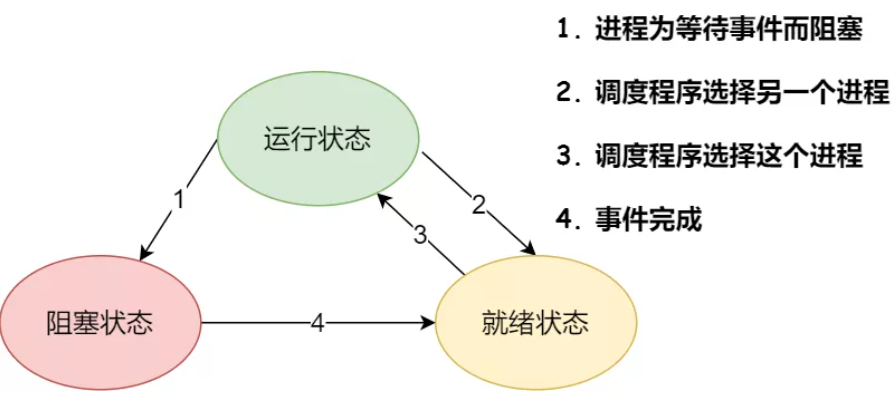 1. 进程为等待事件而阻塞
2. 调度程序选择另一个进程
3. 调度程序选择这个进程
4. 事件完成
运行状态
1
2
3
阻塞状态
4
就绪状态